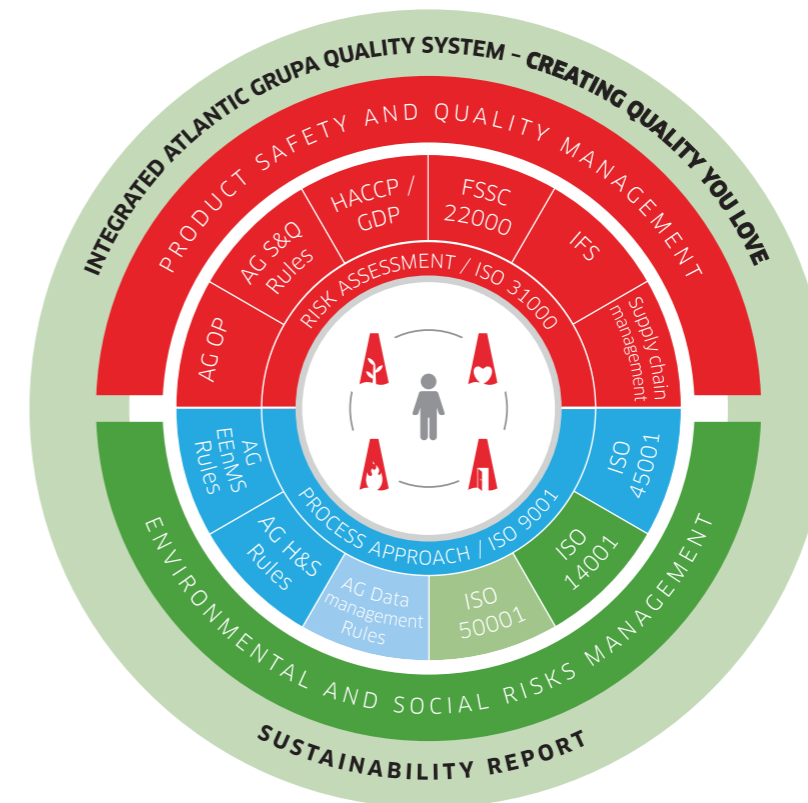 INTEGRATED ATLANTIC GRUPA QUALITY SYSTEM – CREATING QUALITY YOU LOVE
PRODUCT SAFETY AND QUALITY MANAGEMENT
AG OP
AG S&Q
Rules
HACCP /
GDP
FSSC
22000
IFS
Supply chain
management
RISK ASSESSMENT / ISO 31000
PROCESS APPROACH / ISO 9001
AG
EEnMS
Rules
AG H&S
Rules
AG Data
management
Rules
ISO
50001
ISO
14001
ISO
45001
ENVIRONMENTAL AND SOCIAL RISKS MANAGEMENT
SUSTAINABILITY REPORT